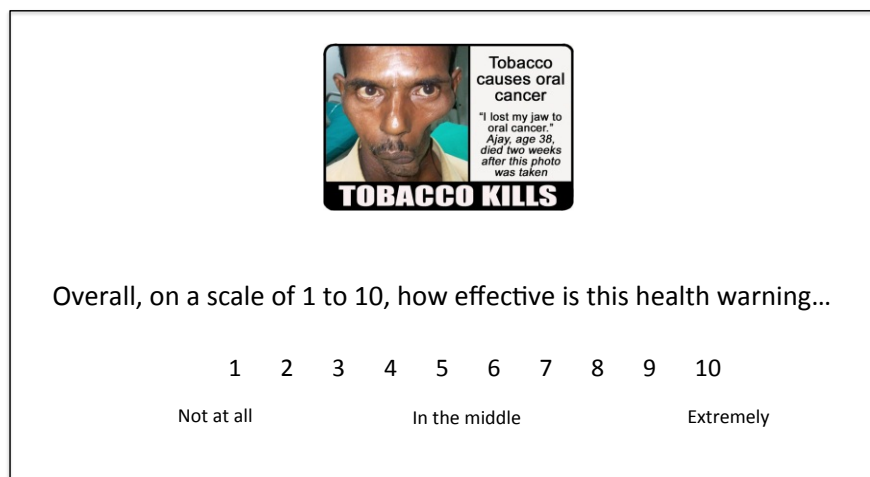 Tobacco
causes oral
cancer
"I lost my jaw to
oral cancer."
Ajay, age 38,
died two weeks
after this photo
was taken
TOBACCO KILLS
Overall, on a scale of 1 to 10, how effective is this health warning…
1 2 3 4 5 6 7 8 9 10
Not at all In the middle Extremely